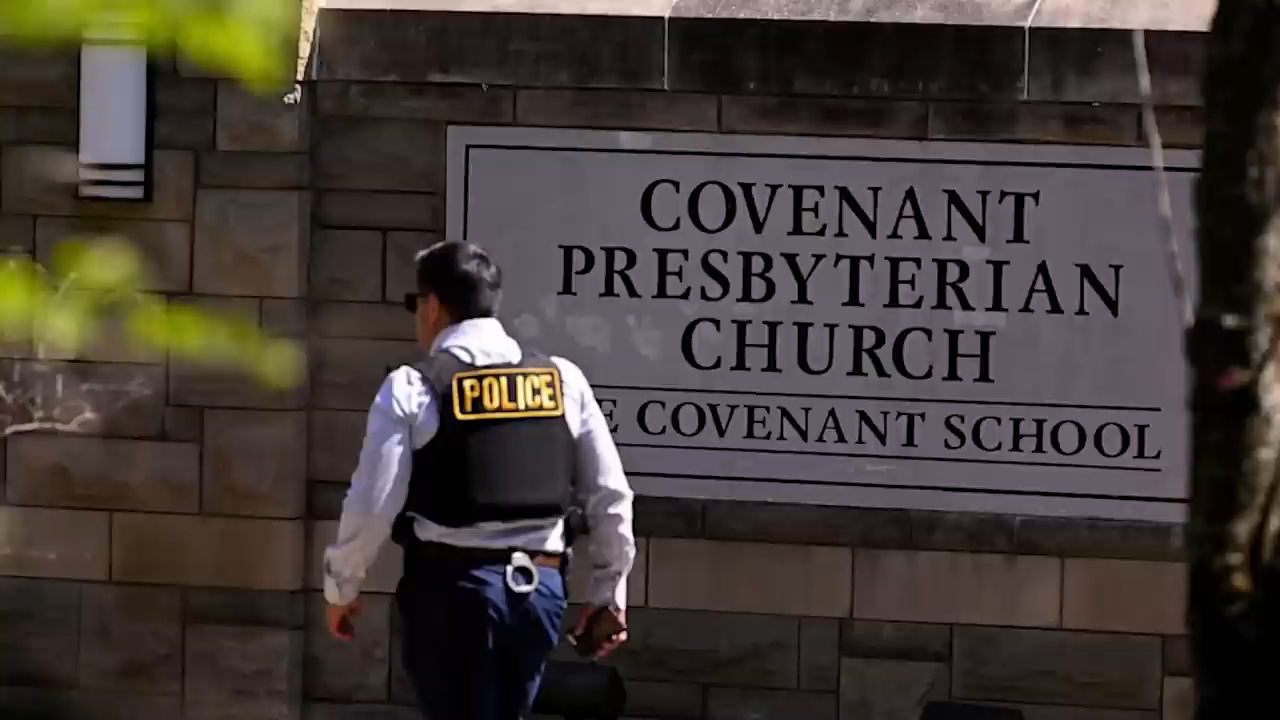 COVENANT
PRESBYTERIAN
CHURCH
E COVENANT SCHOOL
POLICE